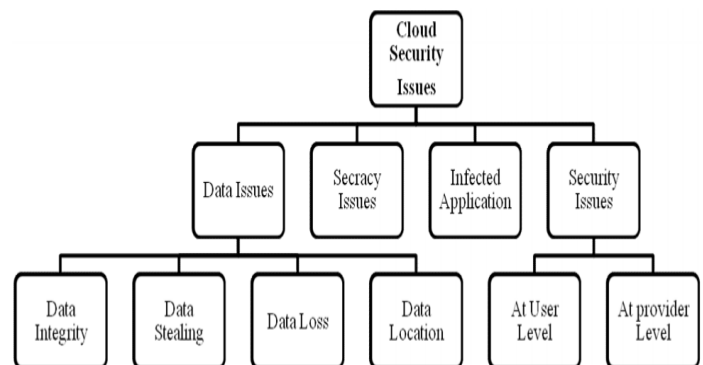 Cloud
Security
Issues
Data Issues
Secracy
Issues
Infected
Application
Security
Issues
Data
Integrity
Data
Stealing
Data Loss
Data
Location
At User
Level
At provider
Level